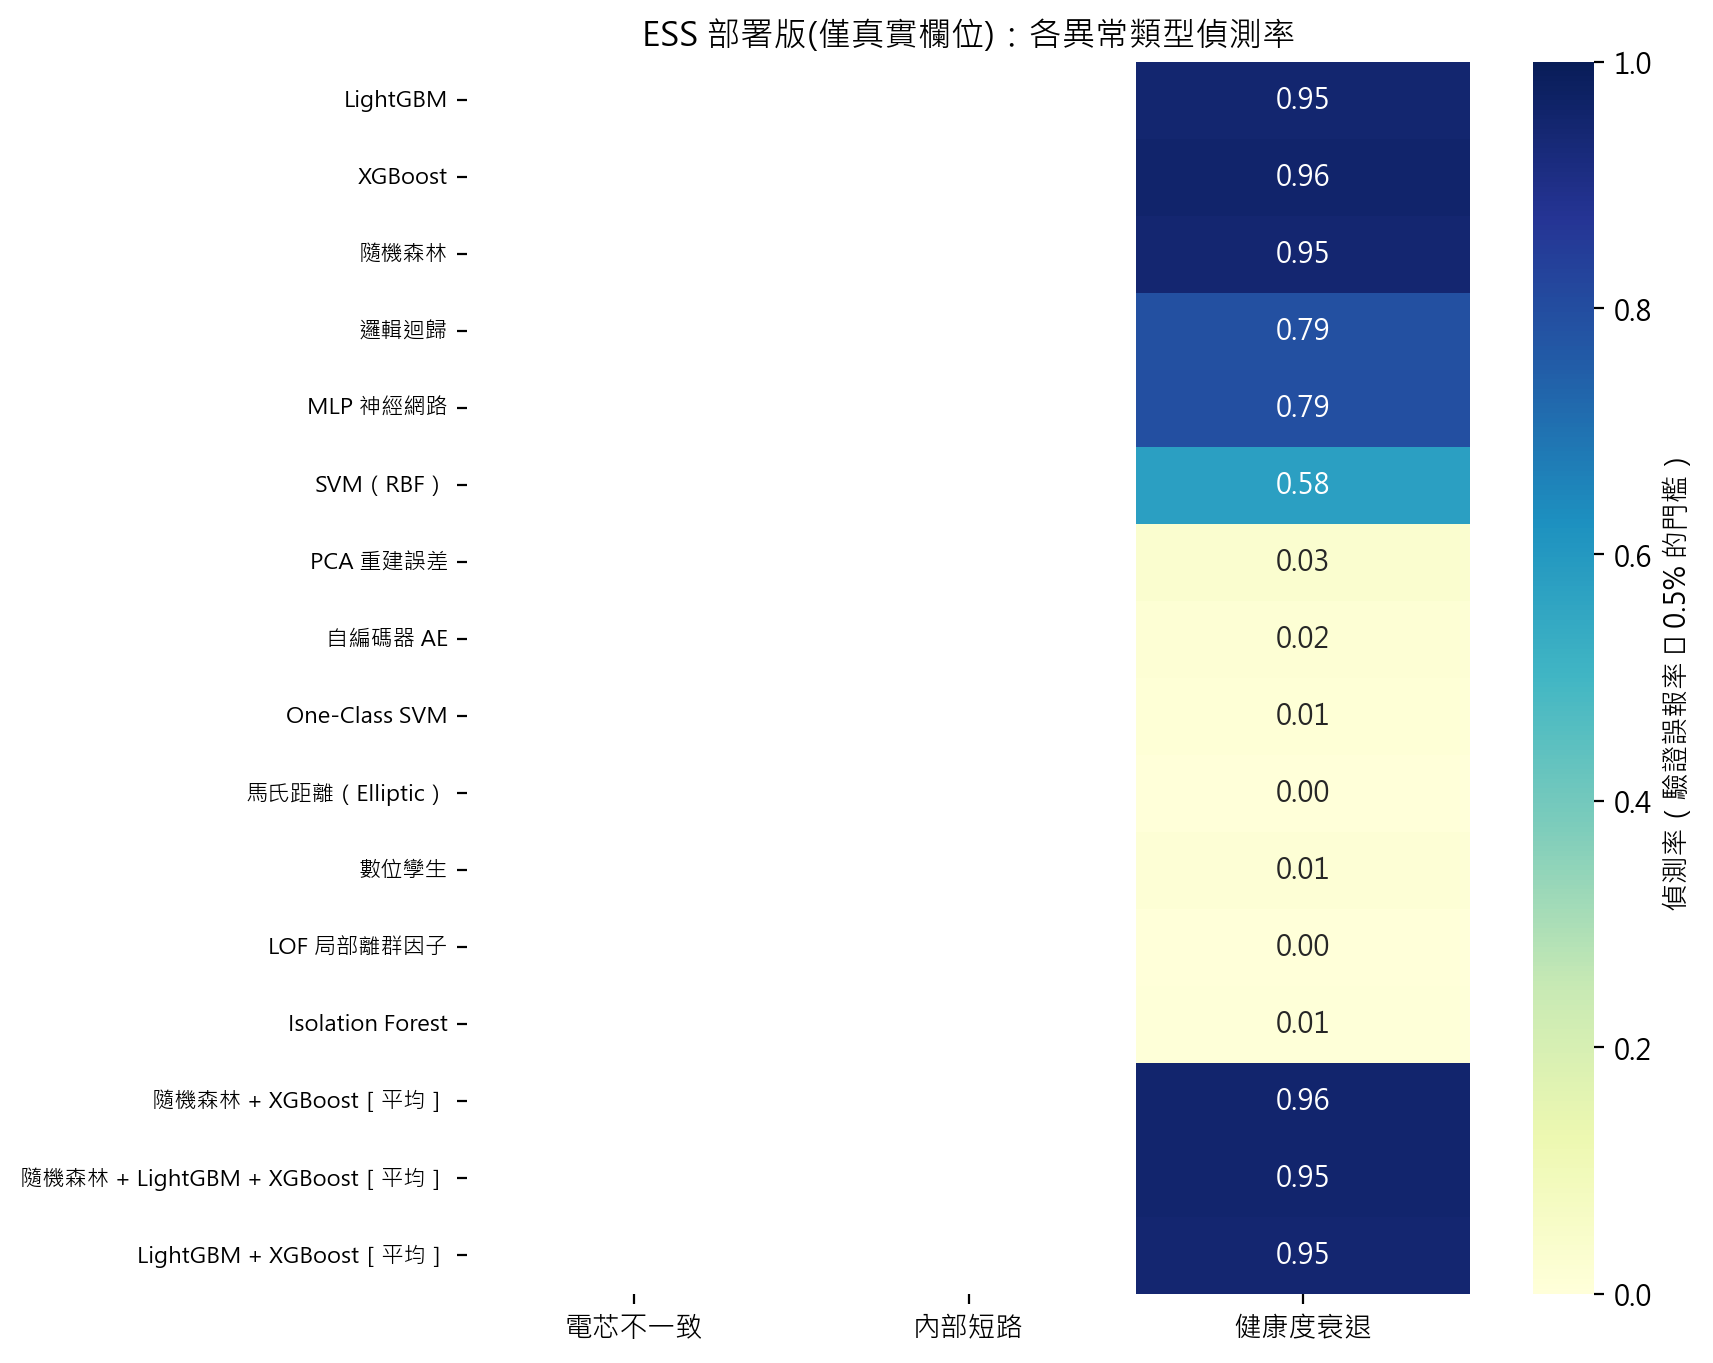 ESS 部署版(僅真實欄位)：各異常類型偵測率
LightGBM
0.95
XGBoost
0.96
隨機森林
0.95
邏輯迴歸
0.79
MLP 神經網路
0.79
SVM（RBF）
0.58
PCA 重建誤差
0.03
自編碼器 AE
0.02
One-Class SVM
0.01
馬氏距離（Elliptic）
0.00
數位孿生
0.01
LOF 局部離群因子
0.00
Isolation Forest
0.01
隨機森林 + XGBoost［平均］
0.96
隨機森林 + LightGBM + XGBoost［平均］
0.95
LightGBM + XGBoost［平均］
0.95
電芯不一致
內部短路
健康度衰退
1.0
0.8
0.6
0.4
0.2
0.0
偵測率（驗證誤報率 □ 0.5% 的門檻）